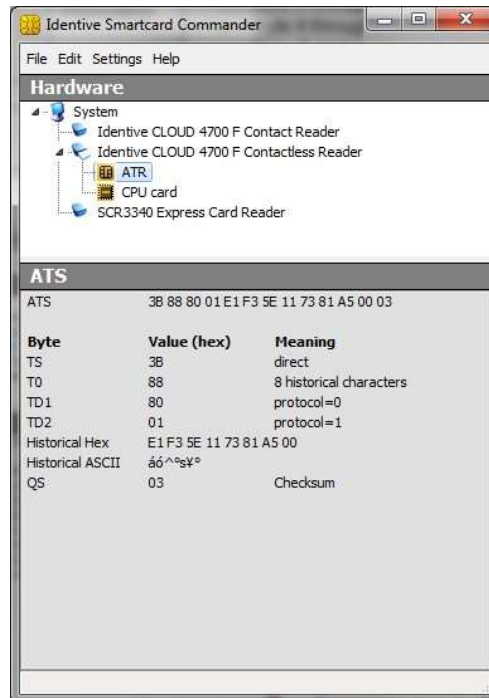 Identive Smartcard Commander
File Edit Settings Help
Hardware
System
Identive CLOUD 4700 F Contact Reader
Identive CLOUD 4700 F Contactless Reader
ATR
CPU card
SCR3340 Express Card Reader
ATS
ATS 3B 88 80 01 E1 F3 5E 11 73 81 A5 00 03
Byte Value (hex) Meaning
TS 3B direct
T0 88 8 historical characters
TD1 80 protocol=0
TD2 01 protocol=1
Historical Hex E1 F3 5E 11 73 81 A5 00
Historical ASCII áó^°s¥°
QS 03 Checksum